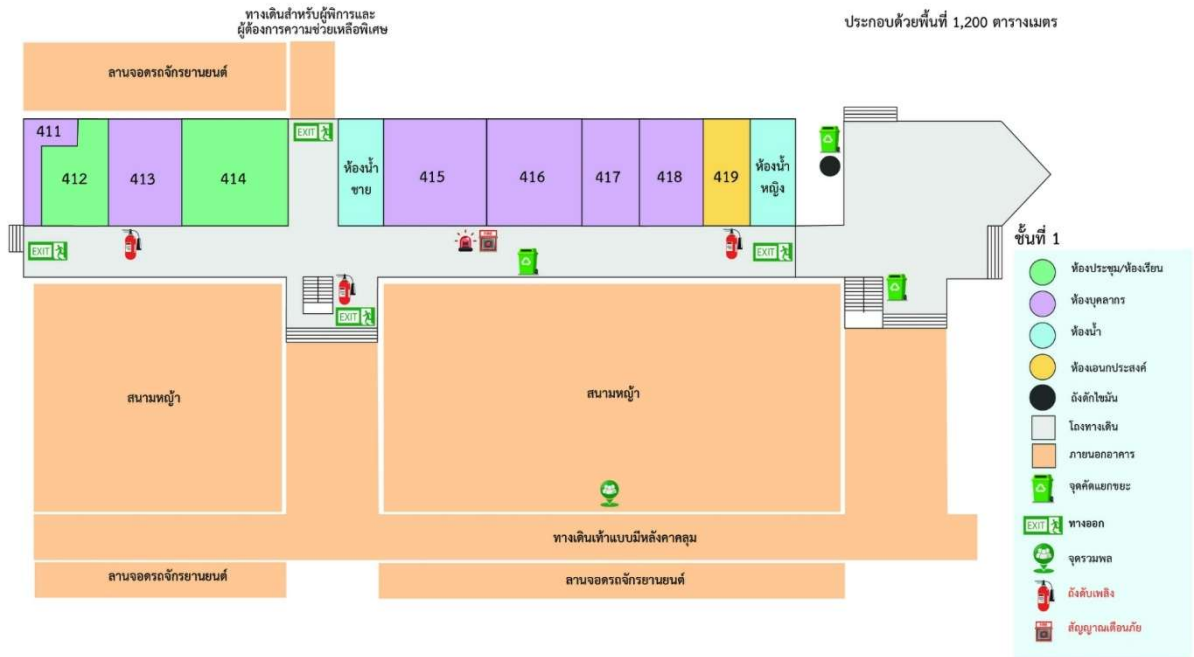 ทางเดินสำหรับผู้พิการและ
ผู้ต้องการความช่วยเหลือพิเศษ
ประกอบด้วยพื้นที่ 1,200 ตารางเมตร
ลานจอดรถจักรยานยนต์
411
412
413
414
EXIT
ห้องน้ำ
ชาย
415
416
417
418
419
ห้องน้ำ
หญิง
EXIT
EXIT
EXIT
สนามหญ้า
สนามหญ้า
ทางเดินเท้าแบบมีหลังคาคลุม
ลานจอดรถจักรยานยนต์
ลานจอดรถจักรยานยนต์
ชั้นที่ 1
ห้องประชุม/ห้องเรียน
ห้องบุคลากร
ห้องน้ำ
ห้องเอนกประสงค์
ถังดักไขมัน
โถงทางเดิน
ภายนอกอาคาร
จุดคัดแยกขยะ
EXIT ทางออก
จุดรวมพล
ถังดับเพลิง
สัญญาณเตือนภัย